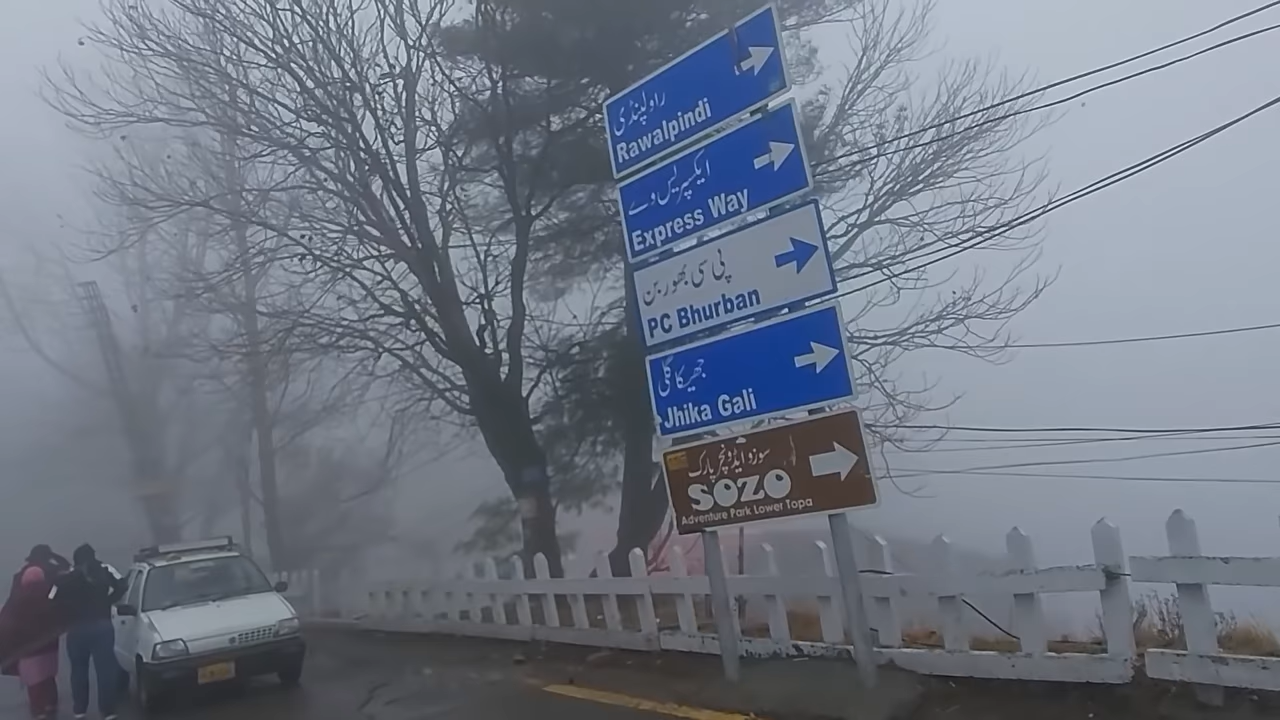 راولپنڈی
Rawalpindi
ایکسپریس وے
Express Way
پی سی بھوربن
PC Bhurban
جھیکا گلی
Jhika Gali
سوزو ایڈونچر پارک
SOZO
Adventure Park Lower Topa